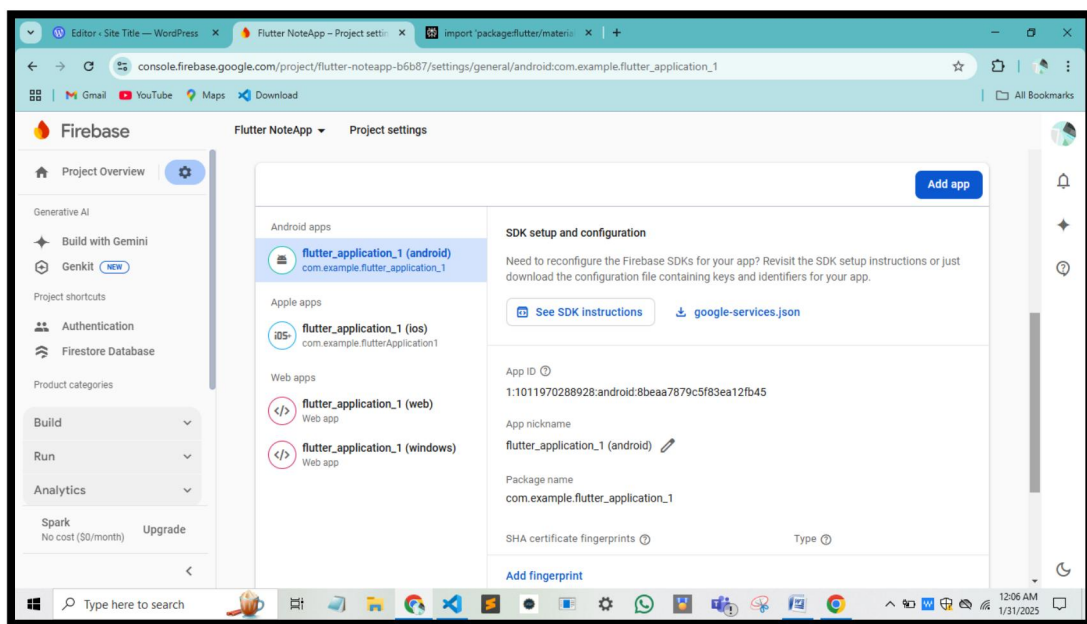 Editor ‹ Site Title — WordPress
Flutter NoteApp – Project settin
import 'package:flutter/material
console.firebase.google.com/project/flutter-noteapp-b6b87/settings/general/android:com.example.flutter_application_1
Gmail YouTube Maps Download All Bookmarks
Firebase
Flutter NoteApp Project settings
Project Overview
Generative AI
Build with Gemini
Genkit NEW
Project shortcuts
Authentication
Firestore Database
Product categories
Build
Run
Analytics
Spark
No cost ($0/month)
Upgrade
Add app
Android apps
flutter_application_1 (android)
com.example.flutter_application_1
Apple apps
iOS+
flutter_application_1 (ios)
com.example.flutterApplication1
Web apps
flutter_application_1 (web)
Web app
flutter_application_1 (windows)
Web app
SDK setup and configuration
Need to reconfigure the Firebase SDKs for your app? Revisit the SDK setup instructions or just
download the configuration file containing keys and identifiers for your app.
See SDK instructions google-services.json
App ID
1:1011970288928:android:8beaa7879c5f83ea12fb45
App nickname
flutter_application_1 (android)
Package name
com.example.flutter_application_1
SHA certificate fingerprints Type
Add fingerprint
Type here to search
12:06 AM
1/31/2025